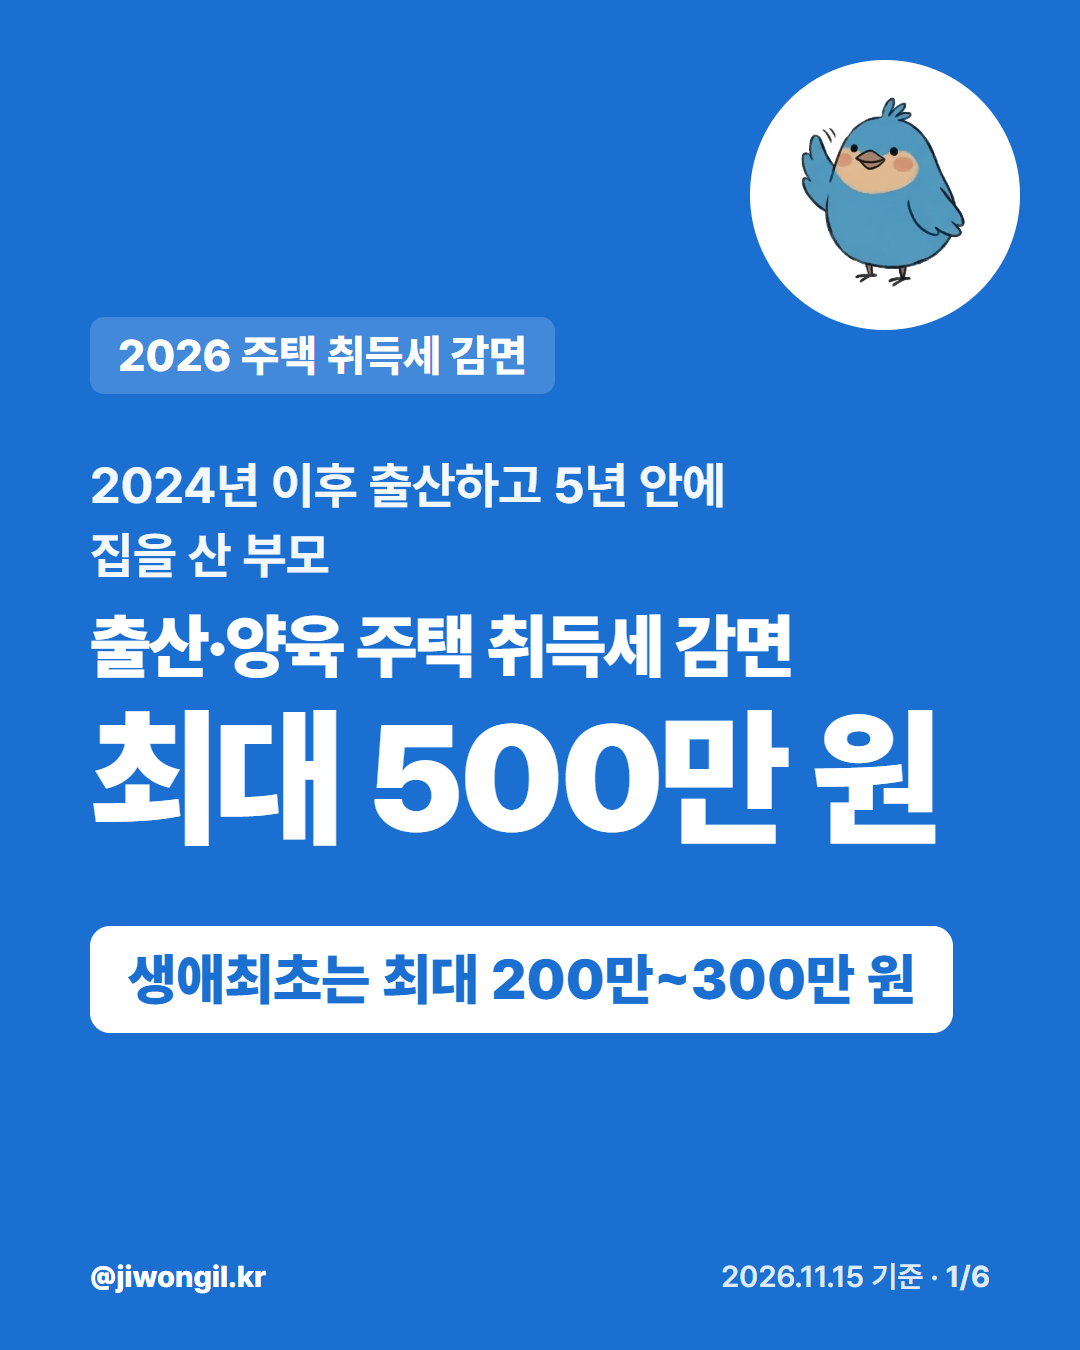 2026 주택 취득세 감면
2024년 이후 출산하고 5년 안에
집을 산 부모
출산·양육 주택 취득세 감면
최대 500만 원
생애최초는 최대 200만~300만 원
@jiwongil.kr
2026.11.15 기준 · 1/6